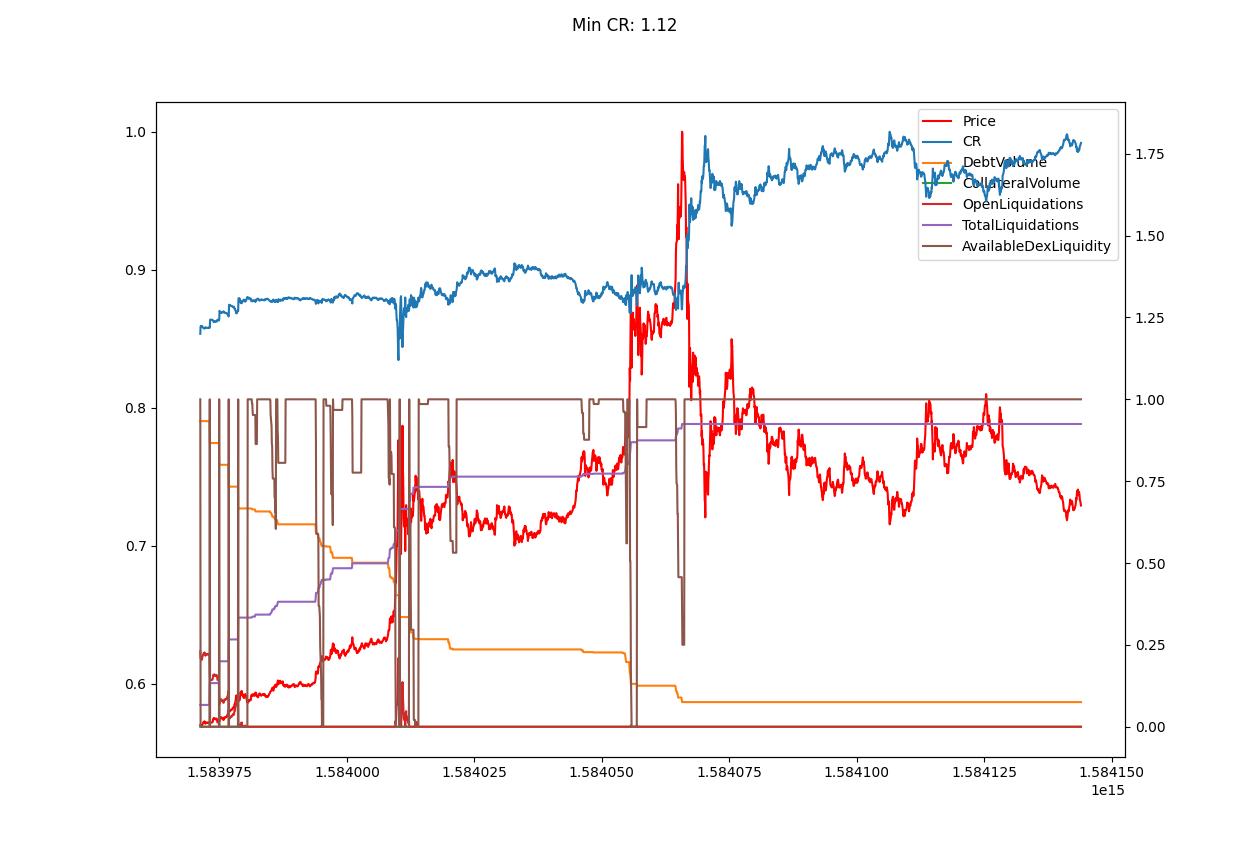 Min CR: 1.12
1.0
0.9
0.8
0.7
0.6
Price
CR
DebtVolume
CollateralVolume
OpenLiquidations
TotalLiquidations
AvailableDexLiquidity
1.75
1.50
1.25
1.00
0.75
0.50
0.25
0.00
1.583975 1.584000 1.584025 1.584050 1.584075 1.584100 1.584125 1.584150
1e15